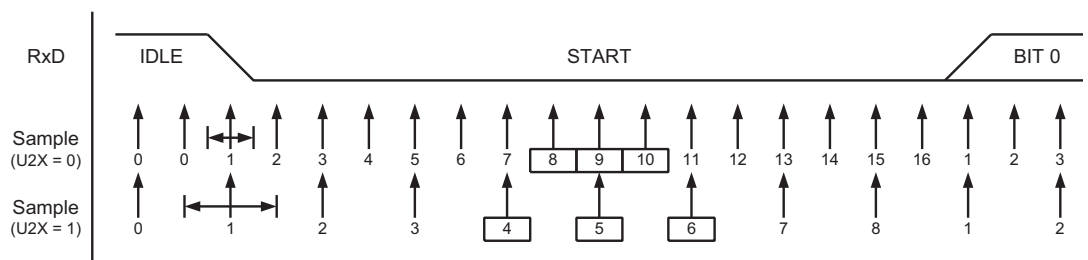 RxD IDLE START BIT 0
Sample
(U2X = 0) 0 0 1 2 3 4 5 6 7 8 9 10 11 12 13 14 15 16 1 2 3
Sample
(U2X = 1) 0 1 2 3 4 5 6 7 8 1 2